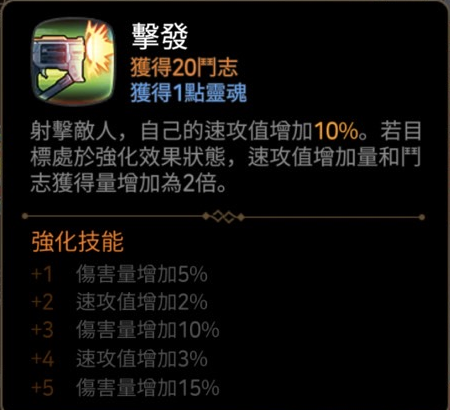 擊發
獲得20鬥志
獲得1點靈魂
射擊敵人，自己的速攻值增加10%。若目
標處於強化效果狀態，速攻值增加量和鬥
志獲得量增加為2倍。
強化技能
+1 傷害量增加5%
+2 速攻值增加2%
+3 傷害量增加10%
+4 速攻值增加3%
+5 傷害量增加15%